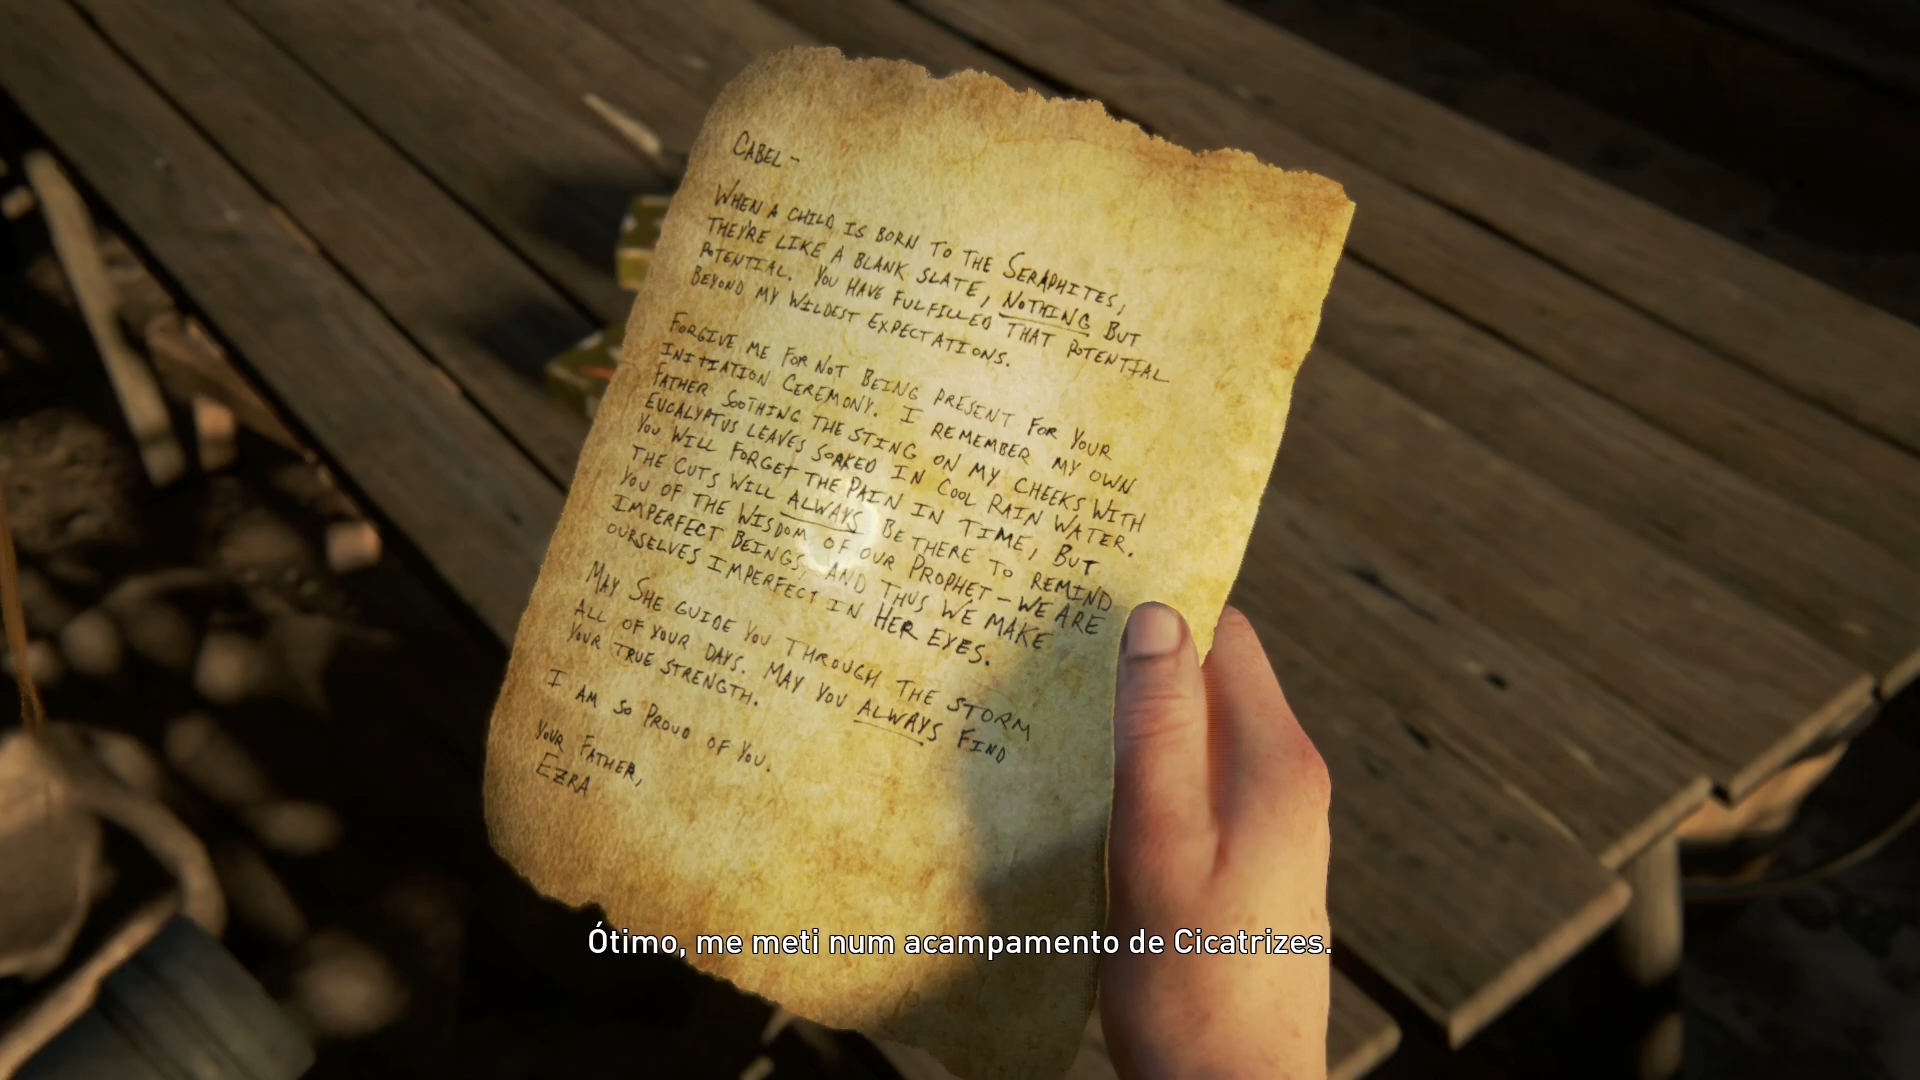 CABEL -
WHEN A CHILD IS BORN TO THE SERAPHITES,
THEY'RE LIKE A BLANK SLATE, NOTHING BUT
POTENTIAL. YOU HAVE FULFILLED THAT POTENTIAL
BEYOND MY WILDEST EXPECTATIONS.
FORGIVE ME FOR NOT BEING PRESENT FOR YOUR
INITIATION CEREMONY. I REMEMBER MY OWN
FATHER SOOTHING THE STING ON MY CHEEKS WITH
EUCALYPTUS LEAVES SOAKED IN COOL RAIN WATER.
YOU WILL FORGET THE PAIN IN TIME, BUT
THE CUTS WILL ALWAYS BE THERE TO REMIND
YOU OF THE WISDOM OF OUR PROPHET - WE ARE
IMPERFECT BEINGS, AND THUS WE MAKE
OURSELVES IMPERFECT IN HER EYES.
MAY SHE GUIDE YOU THROUGH THE STORM
ALL OF YOUR DAYS. MAY YOU ALWAYS FIND
YOUR TRUE STRENGTH.
I AM SO PROUD OF YOU.
YOUR FATHER,
EZRA
Ótimo, me meti num acampamento de Cicatrizes.